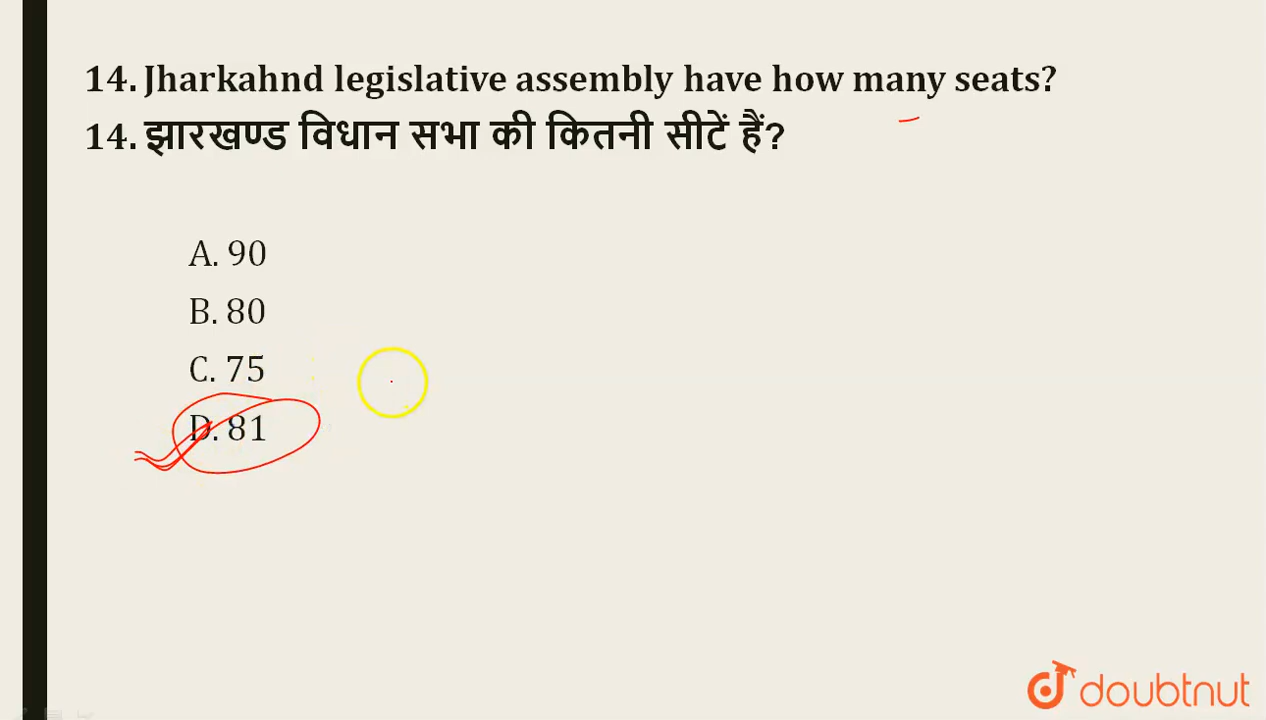 14. Jharkahnd legislative assembly have how many seats?
14. झारखण्ड विधान सभा की कितनी सीटें हैं?
A. 90
B. 80
C. 75
D. 81
doubtnut